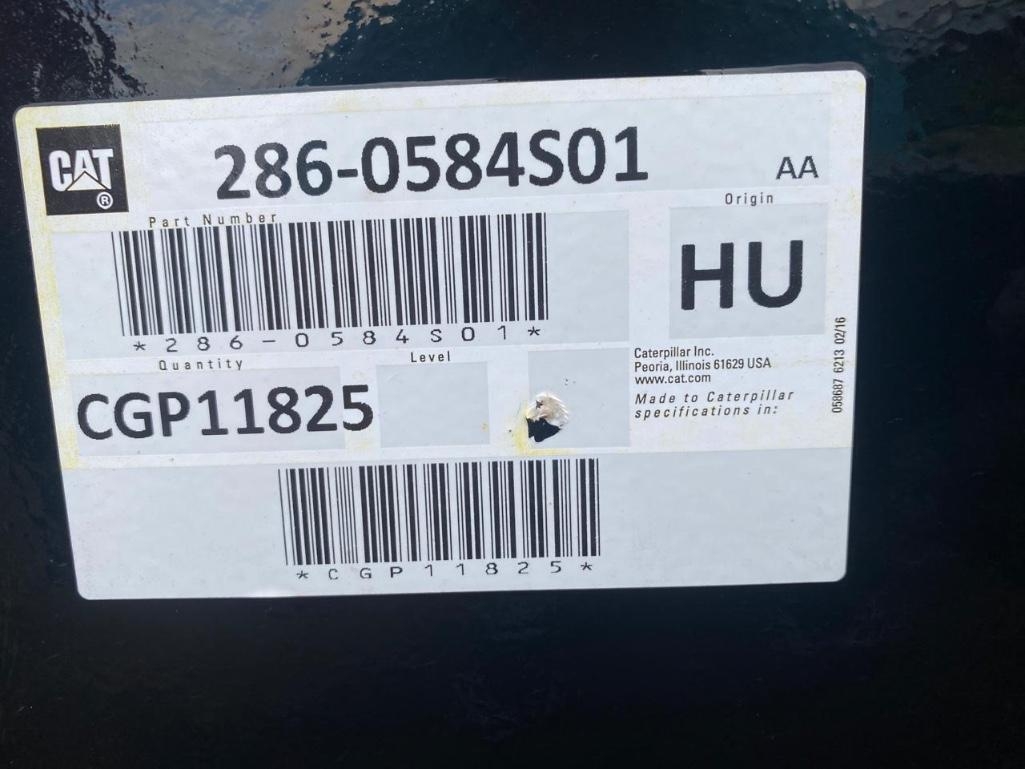 CAT®
286-0584S01
AA
Part Number
Origin
HU
*286-0584S01*
Quantity
Level
CGP11825
Caterpillar Inc.
Peoria, Illinois 61629 USA
www.cat.com
Made to Caterpillar
specifications in:
058687 6213 02/16
*CGP11825*